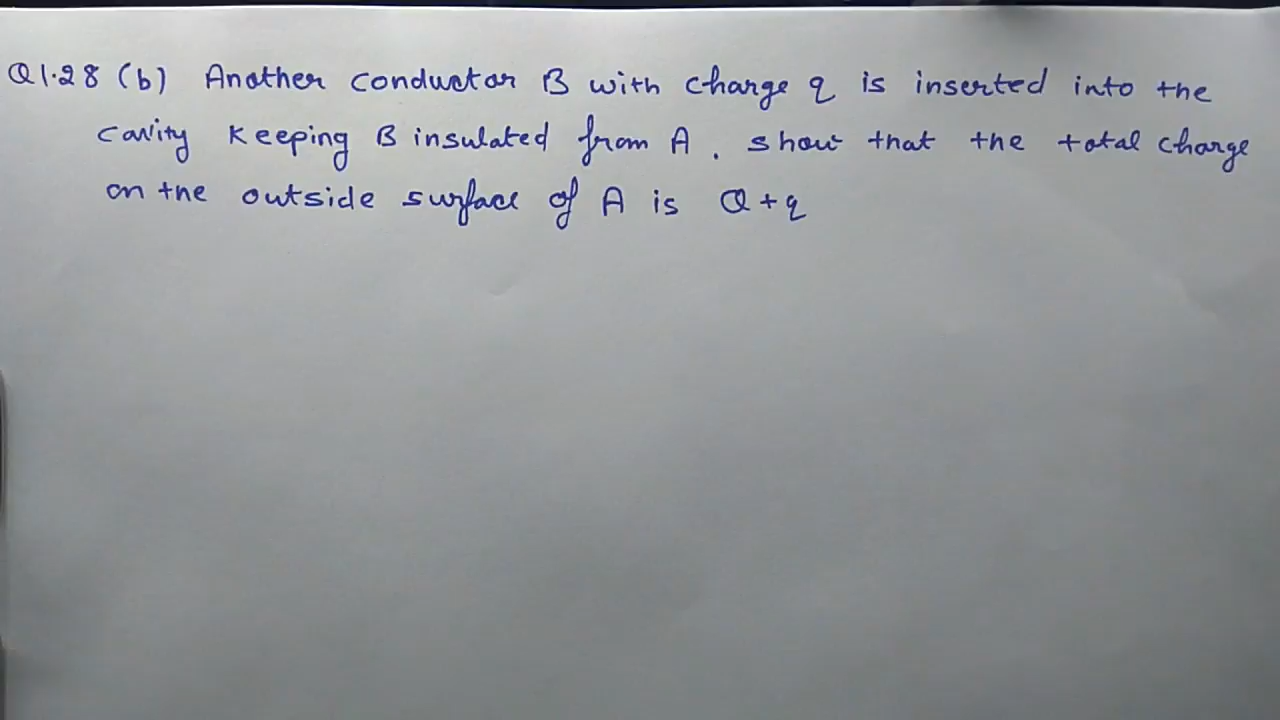 Q1.28 (b) Another conductor B with charge q is inserted into the
cavity keeping B insulated from A. show that the total charge
on the outside surface of A is Q+q